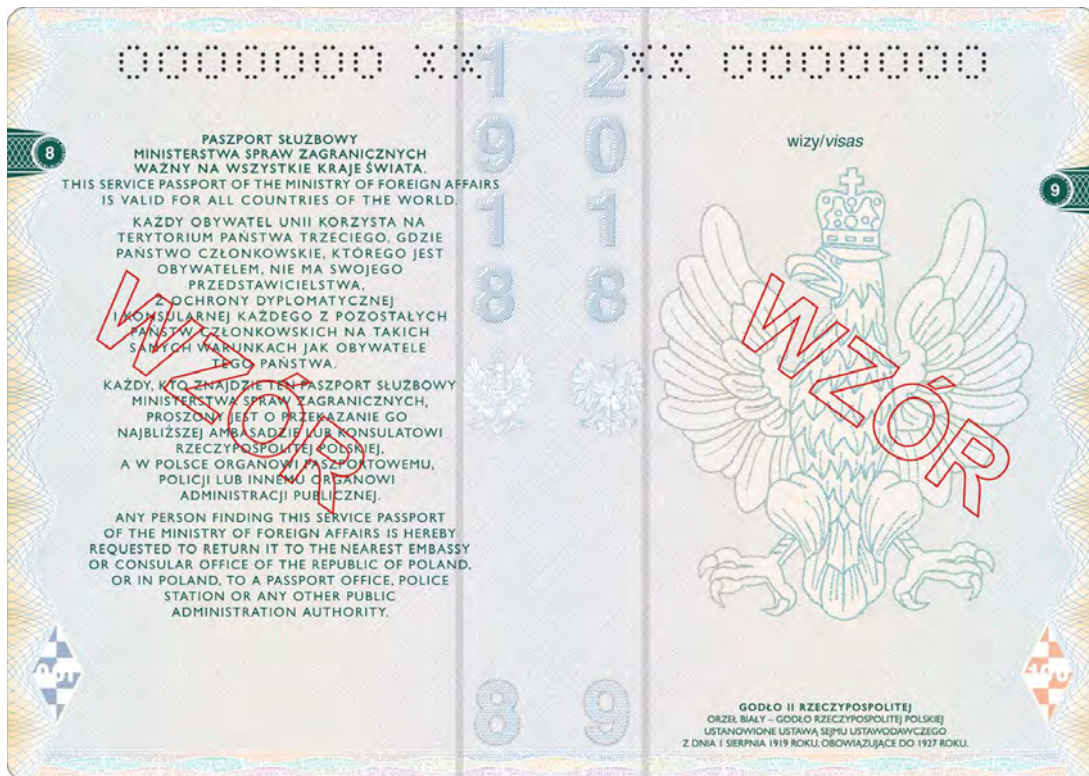 0000000 XX
8
PASZPORT SŁUŻBOWY
MINISTERSTWA SPRAW ZAGRANICZNYCH
WAŻNY NA WSZYSTKIE KRAJE ŚWIATA.
THIS SERVICE PASSPORT OF THE MINISTRY OF FOREIGN AFFAIRS
IS VALID FOR ALL COUNTRIES OF THE WORLD.
KAŻDY OBYWATEL UNII KORZYSTA NA
TERYTORIUM PAŃSTWA TRZECIEGO, GDZIE
PAŃSTWO CZŁONKOWSKIE, KTÓREGO JEST
OBYWATELEM, NIE MA SWOJEGO
PRZEDSTAWICIELSTWA,
Z OCHRONY DYPLOMATYCZNEJ
I KONSULARNEJ KAŻDEGO Z POZOSTAŁYCH
PAŃSTW CZŁONKOWSKICH NA TAKICH
SAMYCH WARUNKACH JAK OBYWATELE
TEGO PAŃSTWA.
KAŻDY, KTO ZNAJDZIE TEN PASZPORT SŁUŻBOWY
MINISTERSTWA SPRAW ZAGRANICZNYCH,
PROSZONY JEST O PRZEKAZANIE GO
NAJBLIŻSZEJ AMBASADZIE LUB KONSULATOWI
RZECZYPOSPOLITEJ POLSKIEJ,
A W POLSCE ORGANOWI PASZPORTOWEMU,
POLICJI LUB INNEMU ORGANOWI
ADMINISTRACJI PUBLICZNEJ.
ANY PERSON FINDING THIS SERVICE PASSPORT
OF THE MINISTRY OF FOREIGN AFFAIRS IS HEREBY
REQUESTED TO RETURN IT TO THE NEAREST EMBASSY
OR CONSULAR OFFICE OF THE REPUBLIC OF POLAND,
OR IN POLAND, TO A PASSPORT OFFICE, POLICE
STATION OR ANY OTHER PUBLIC
ADMINISTRATION AUTHORITY.
WZÓR
1918
8
2018
9
XX 0000000
wizy/visas
9
WZÓR
GODŁO II RZECZYPOSPOLITEJ
ORZEŁ BIAŁY – GODŁO RZECZYPOSPOLITEJ POLSKIEJ
USTANOWIONE USTAWĄ SEJMU USTAWODAWCZEGO
Z DNIA 1 SIERPNIA 1919 ROKU, OBOWIĄZUJĄCE DO 1927 ROKU.